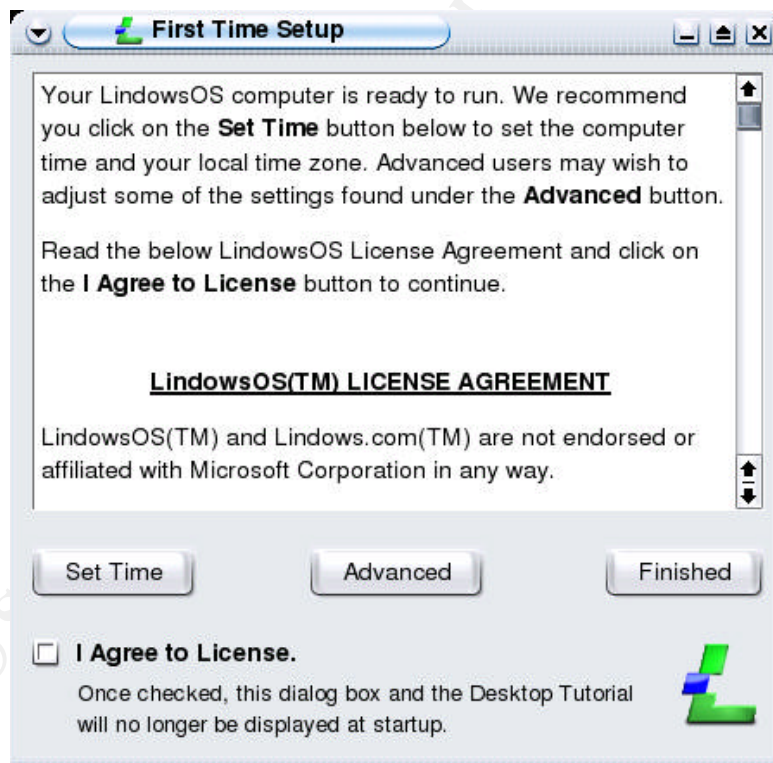 First Time Setup
Your LindowsOS computer is ready to run. We recommend
you click on the Set Time button below to set the computer
time and your local time zone. Advanced users may wish to
adjust some of the settings found under the Advanced button.
Read the below LindowsOS License Agreement and click on
the I Agree to License button to continue.
LindowsOS(TM) LICENSE AGREEMENT
LindowsOS(TM) and Lindows.com(TM) are not endorsed or
affiliated with Microsoft Corporation in any way.
Set Time
Advanced
Finished
I Agree to License.
Once checked, this dialog box and the Desktop Tutorial
will no longer be displayed at startup.